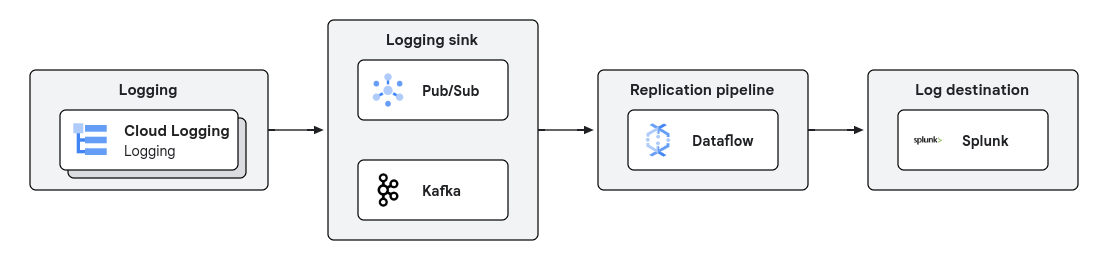 Logging
Cloud Logging
Logging
Logging sink
Pub/Sub
Kafka
Replication pipeline
Dataflow
Log destination
splunk>
Splunk